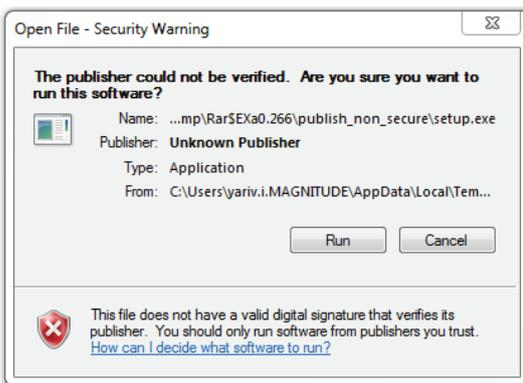 Open File - Security Warning
The publisher could not be verified.  Are you sure you want to
run this software?
Name: ...mp\Rar$EXa0.266\publish_non_secure\setup.exe
Publisher: Unknown Publisher
Type: Application
From: C:\Users\yariv.i.MAGNITUDE\AppData\Local\Tem...
Run Cancel
This file does not have a valid digital signature that verifies its
publisher.  You should only run software from publishers you trust.
How can I decide what software to run?